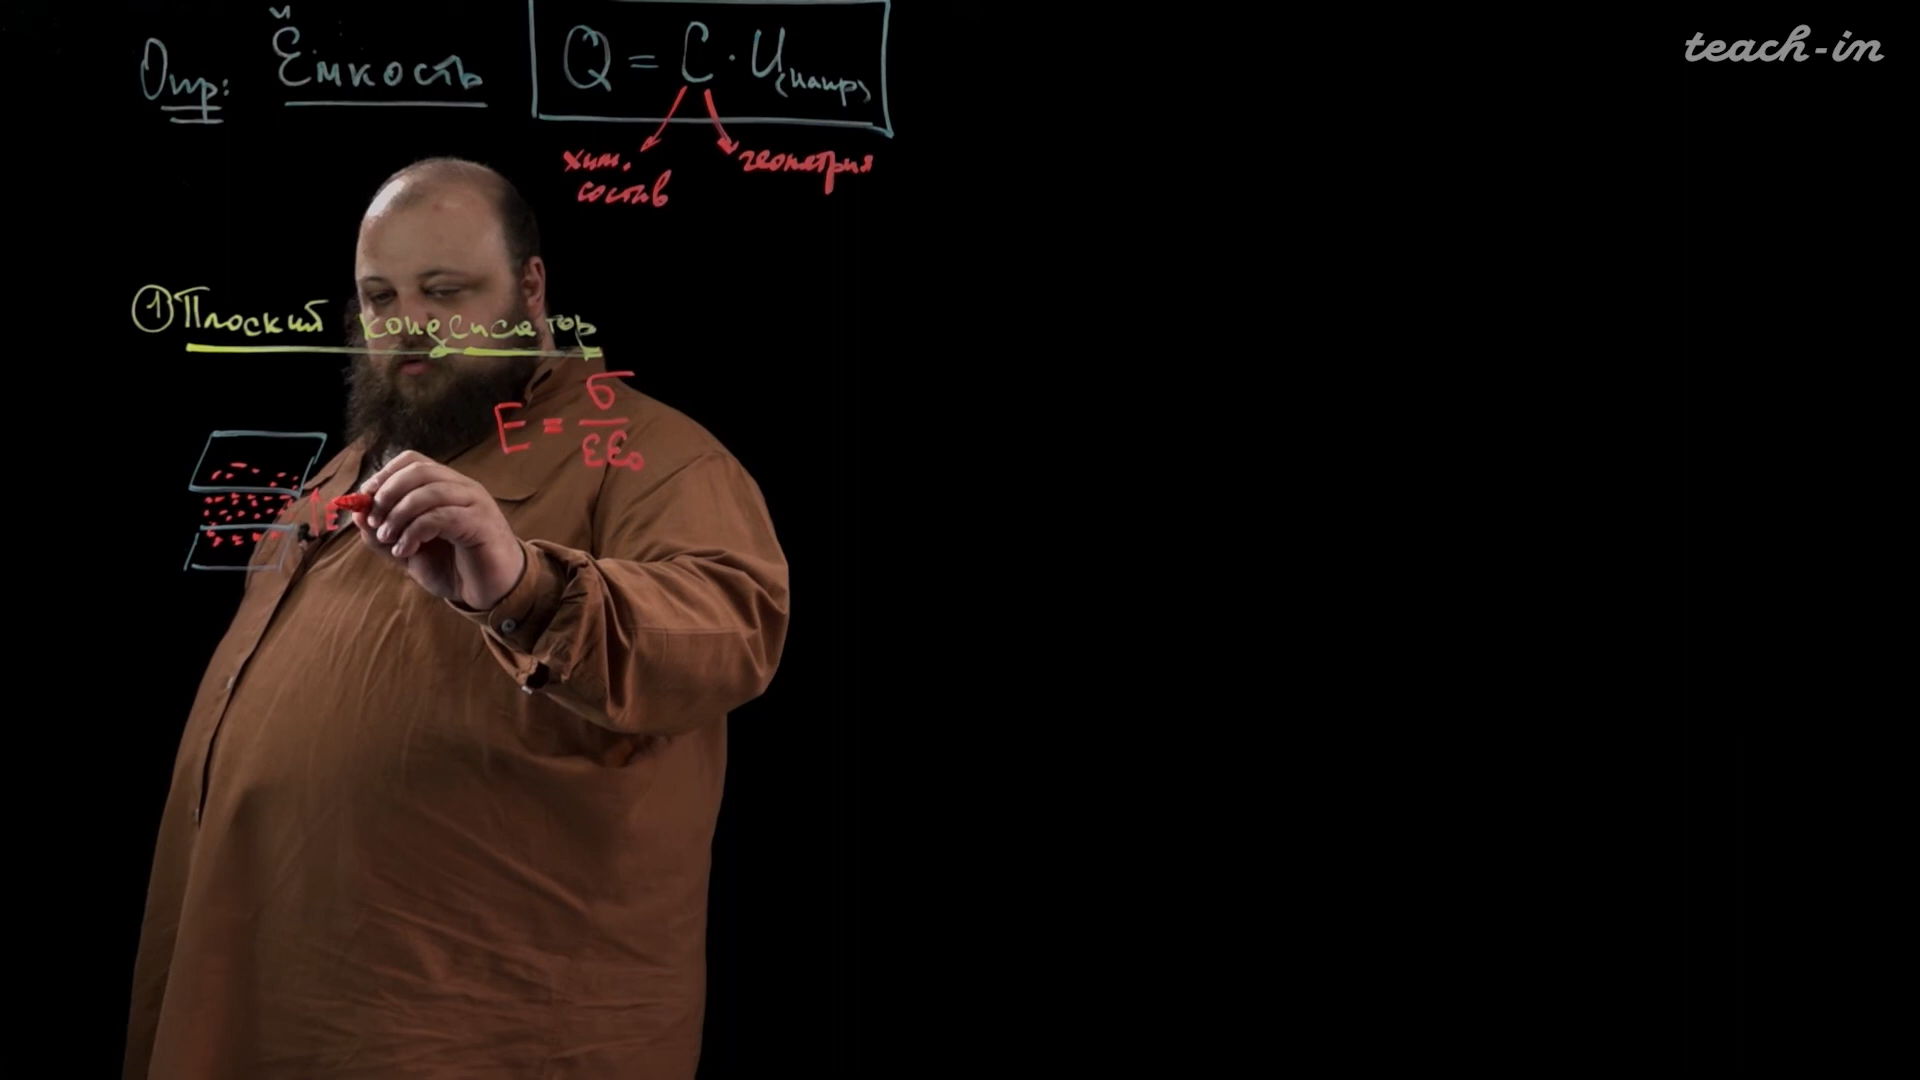 teach-in
Опр: Ёмкость Q = C · U(напр)
хим. состав
геометрия
① Плоский конденсатор
E = σ / εε₀
E